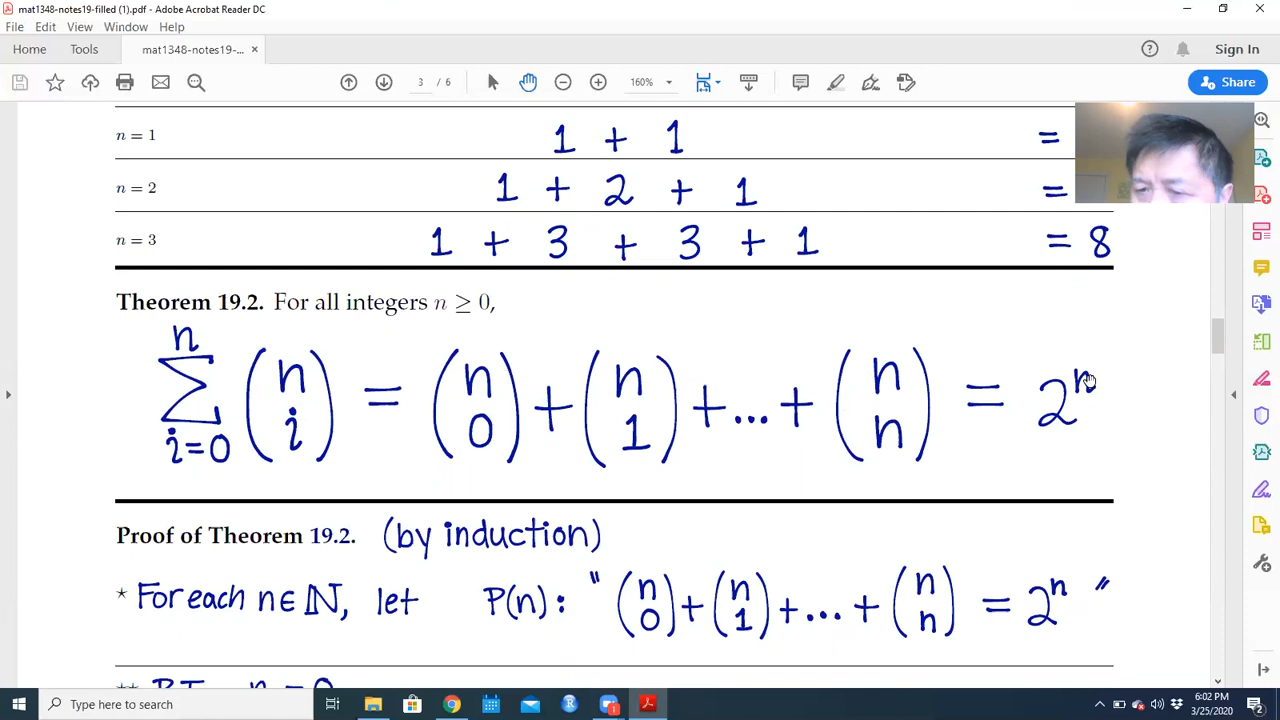 mat1348-notes19-filled (1).pdf - Adobe Acrobat Reader DC
File Edit View Window Help
Home Tools mat1348-notes19-... × Sign In
3 / 6 160% Share
n = 1 1 + 1 =
n = 2 1 + 2 + 1 =
n = 3 1 + 3 + 3 + 1 = 8
Theorem 19.2. For all integers n ≥ 0,
∑_{i=0}^{n} (n i) = (n 0) + (n 1) + ... + (n n) = 2^n
Proof of Theorem 19.2. (by induction)
* For each n ∈ ℕ, let P(n): " (n 0) + (n 1) + ... + (n n) = 2^n "
** B.I. n = 0
Type here to search
6:02 PM
3/25/2020